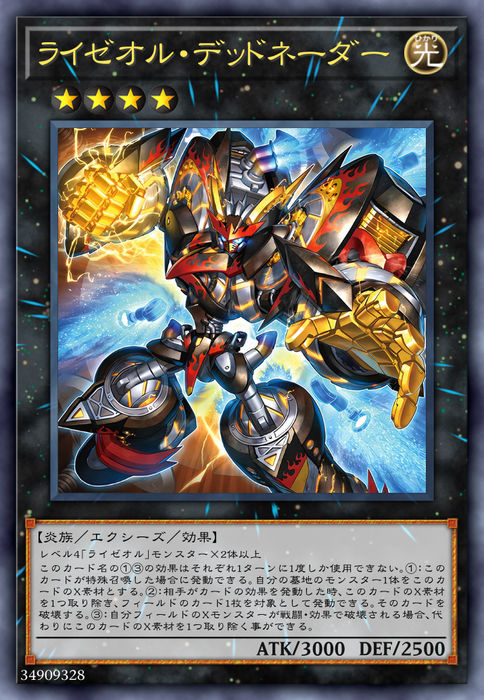 ライゼオル・デッドネーダー
ひかり
光
【炎族／エクシーズ／効果】
レベル4「ライゼオル」モンスター×2体以上
このカード名の①③の効果はそれぞれ1ターンに1度しか使用できない。①：この
カードが特殊召喚した場合に発動できる。自分の墓地のモンスター1体をこのカ
ードのX素材とする。②：相手がカードの効果を発動した時、このカードのX素材
を1つ取り除き、フィールドのカード1枚を対象として発動できる。そのカードを
破壊する。③：自分フィールドのXモンスターが戦闘・効果で破壊される場合、代
わりにこのカードのX素材を1つ取り除く事ができる。
ATK/3000 DEF/2500
34909328